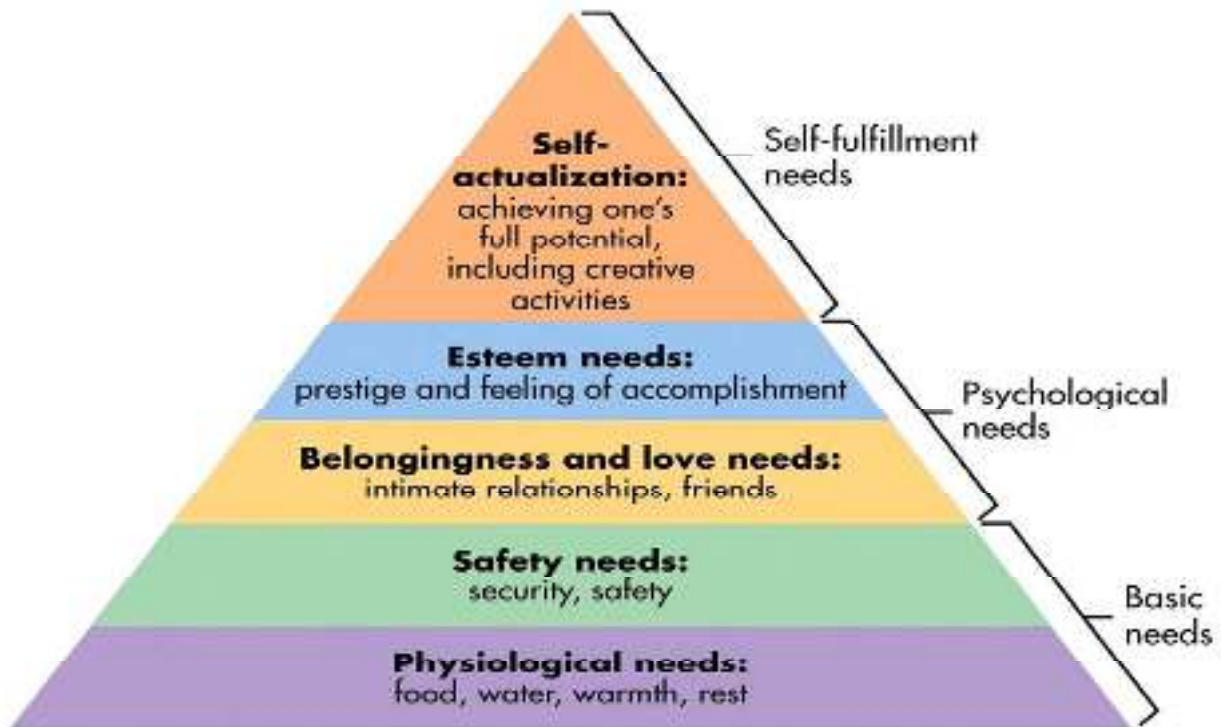 Self-
actualization:
achieving one's
full potential,
including creative
activities
Self-fulfillment
needs
Esteem needs:
prestige and feeling of accomplishment
Psychological
needs
Belongingness and love needs:
intimate relationships, friends
Safety needs:
security, safety
Basic
needs
Physiological needs:
food, water, warmth, rest